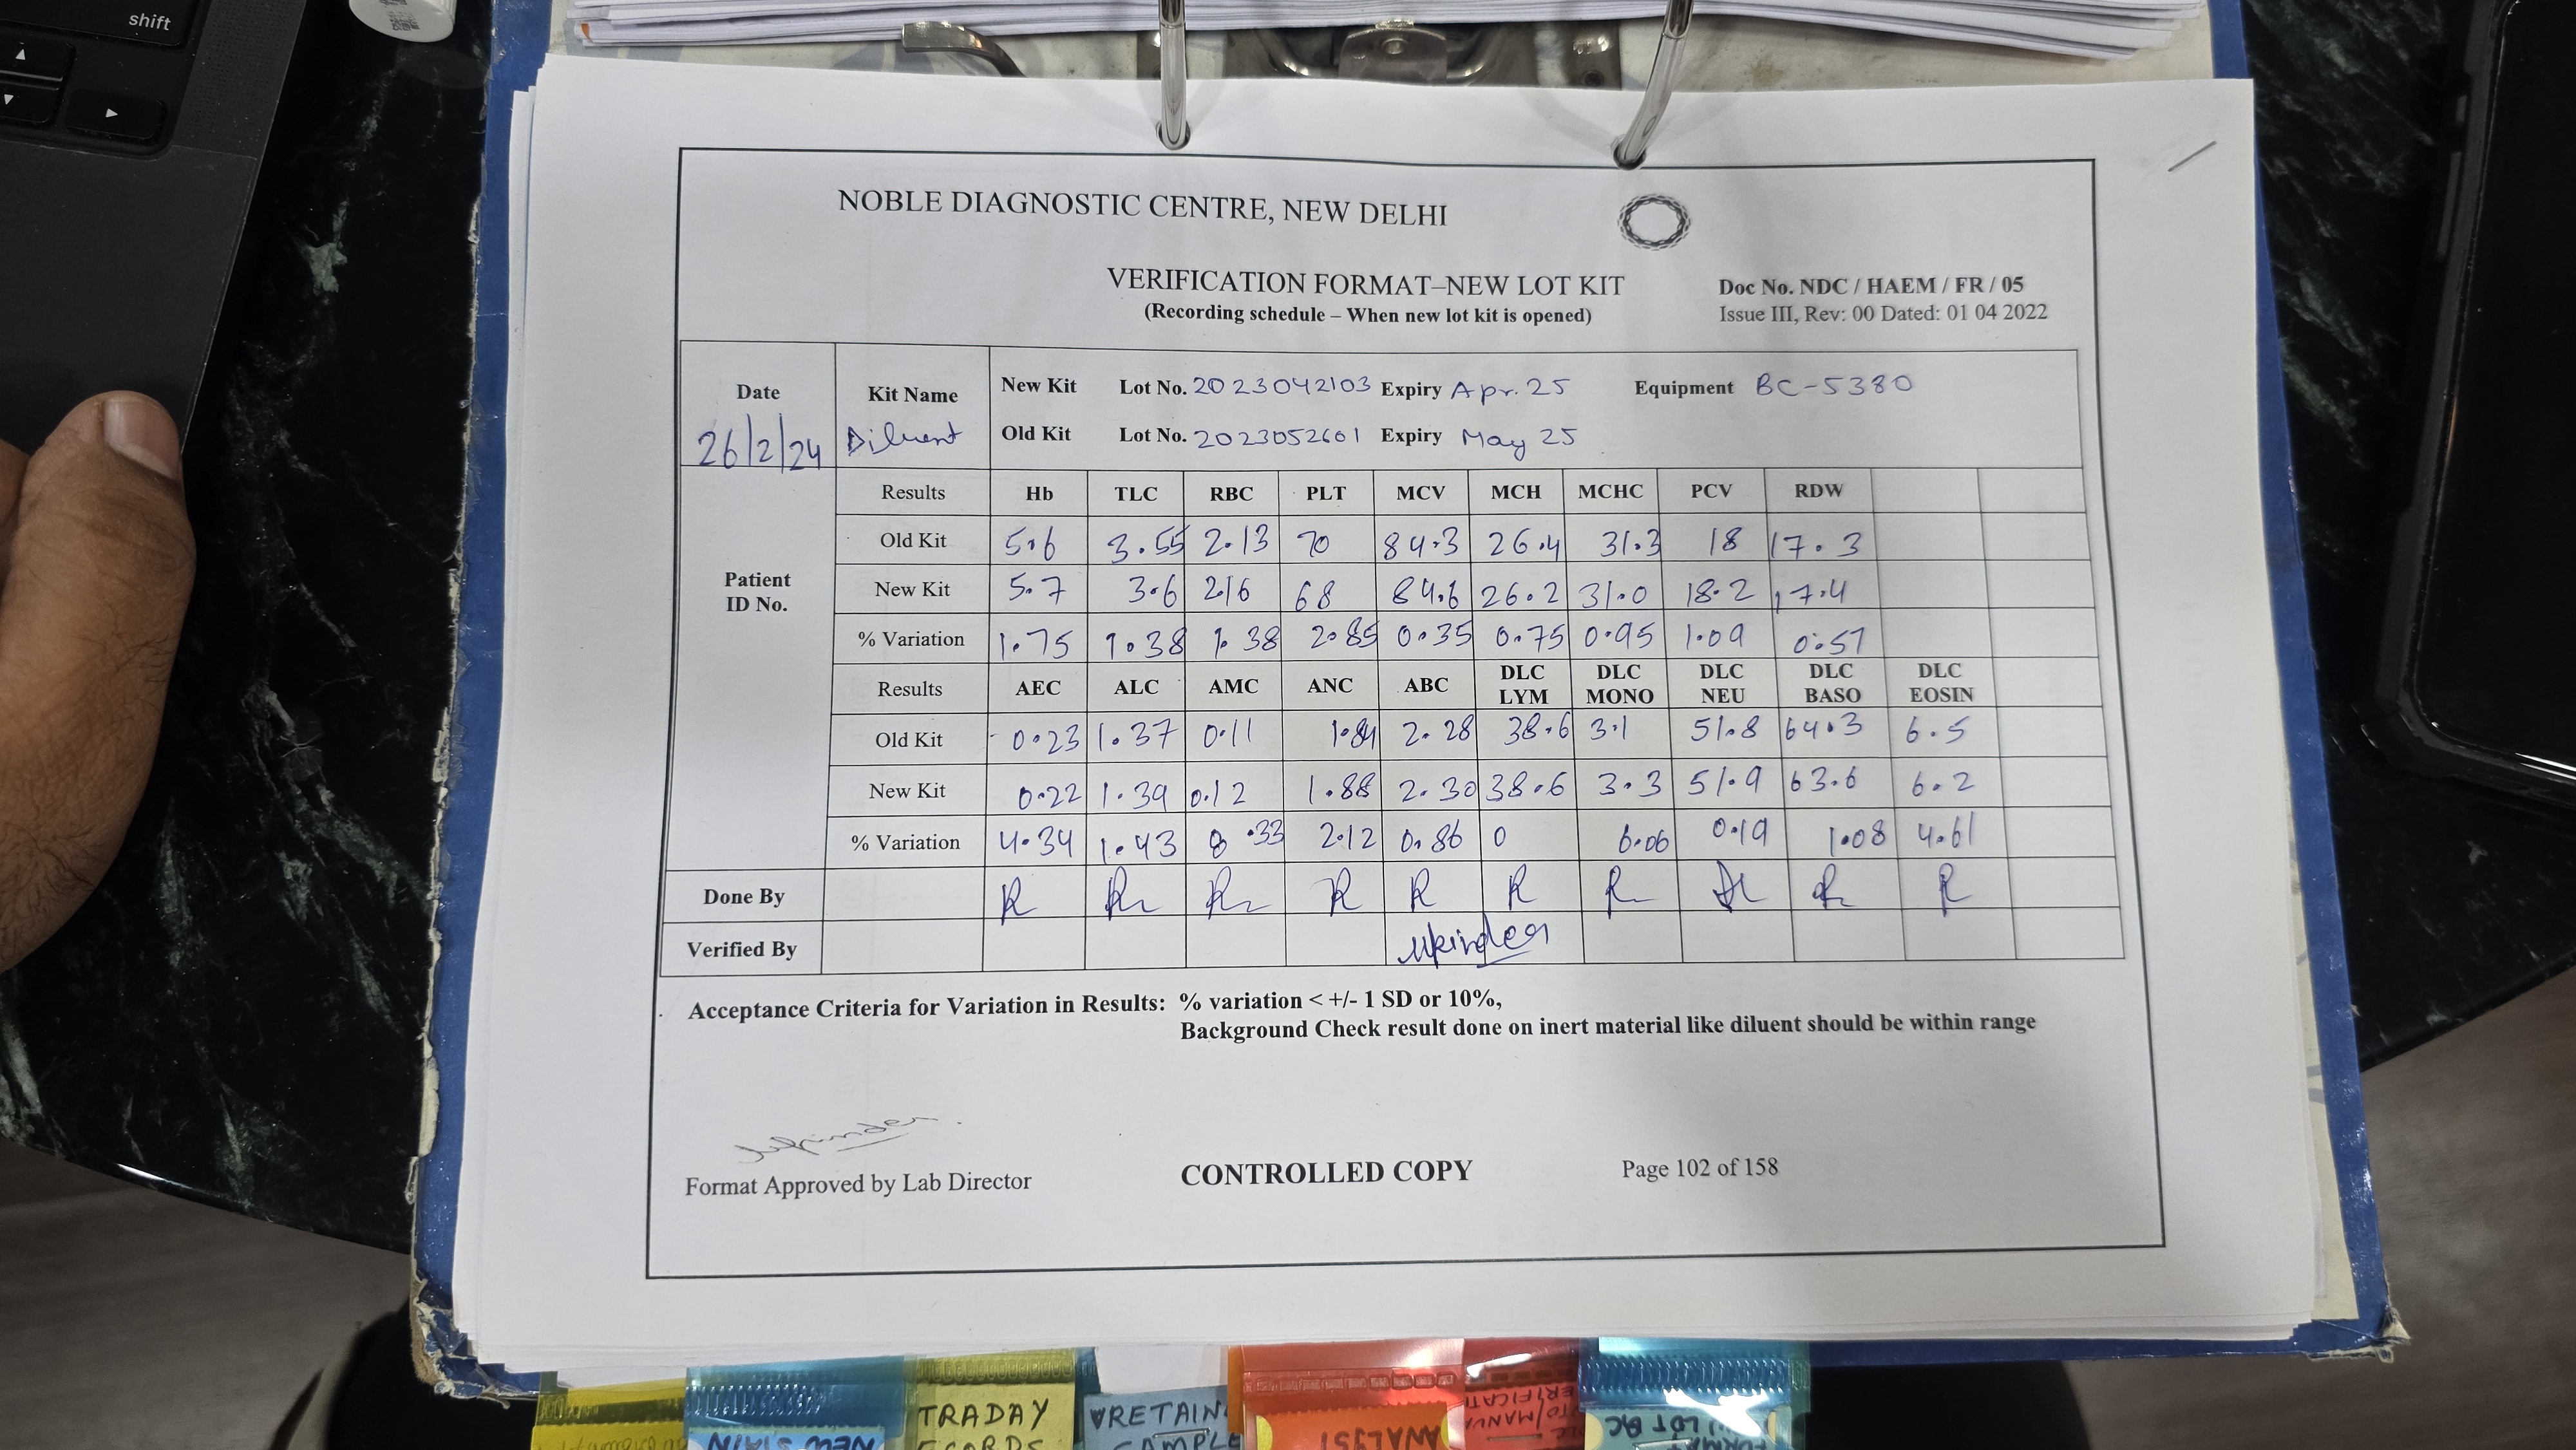 NOBLE DIAGNOSTIC CENTRE, NEW DELHI
VERIFICATION FORMAT–NEW LOT KIT
(Recording schedule – When new lot kit is opened)
Doc No. NDC / HAEM / FR / 05
Issue III, Rev: 00 Dated: 01 04 2022
Date Kit Name New Kit Lot No. 2023042103 Expiry Apr. 25 Equipment BC-5380
26/2/24 Diluent Old Kit Lot No. 2023052601 Expiry May 25
Patient ID No.
Results Hb TLC RBC PLT MCV MCH MCHC PCV RDW
Old Kit 5.6 3.55 2.13 70 84.3 26.4 31.3 18 17.3
New Kit 5.7 3.6 2.16 68 84.6 26.2 31.0 18.2 17.4
% Variation 1.75 1.38 1.38 2.85 0.35 0.75 0.95 1.09 0.57
Results AEC ALC AMC ANC ABC DLC LYM DLC MONO DLC NEU DLC BASO DLC EOSIN
Old Kit 0.23 1.37 0.11 1.84 2.28 38.6 3.1 51.8 64.3 6.5
New Kit 0.22 1.39 0.12 1.88 2.30 38.6 3.3 51.9 63.6 6.2
% Variation 4.34 1.43 8.33 2.12 0.86 0 6.06 0.19 1.08 4.61
Done By R R R R R R
Verified By
Acceptance Criteria for Variation in Results: % variation < +/- 1 SD or 10%,
Background Check result done on inert material like diluent should be within range
Format Approved by Lab Director CONTROLLED COPY Page 102 of 158
shift
TRADAY
RETAIN
SAMPLE